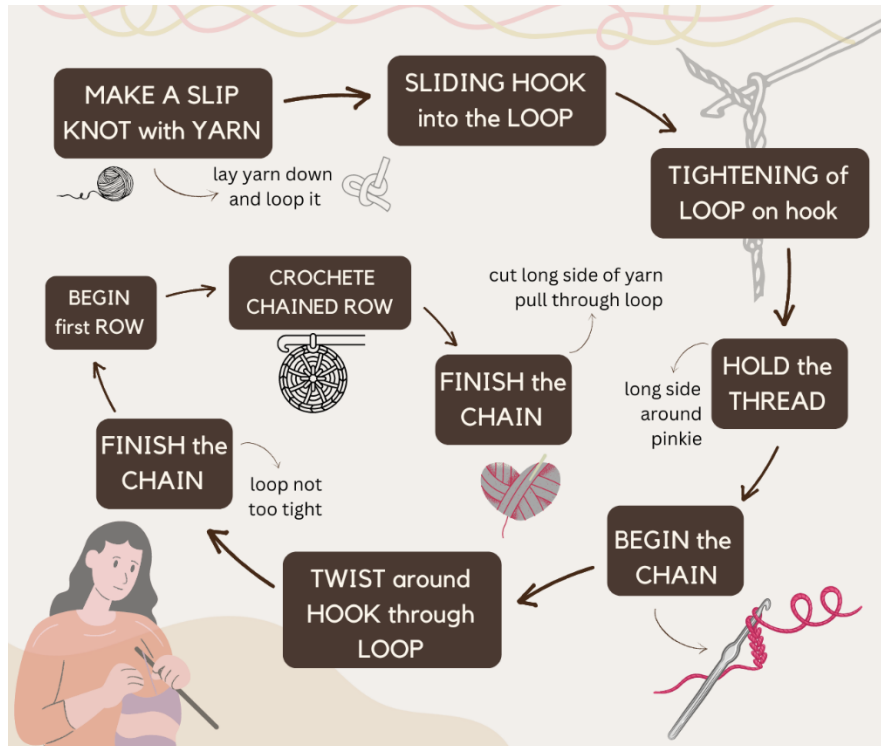 MAKE A SLIP
KNOT with YARN
lay yarn down
and loop it
SLIDING HOOK
into the LOOP
TIGHTENING of
LOOP on hook
HOLD the
THREAD
long side
around
pinkie
BEGIN the
CHAIN
TWIST around
HOOK through
LOOP
FINISH the
CHAIN
loop not
too tight
BEGIN
first ROW
CROCHETE
CHAINED ROW
FINISH the
CHAIN
cut long side of yarn
pull through loop